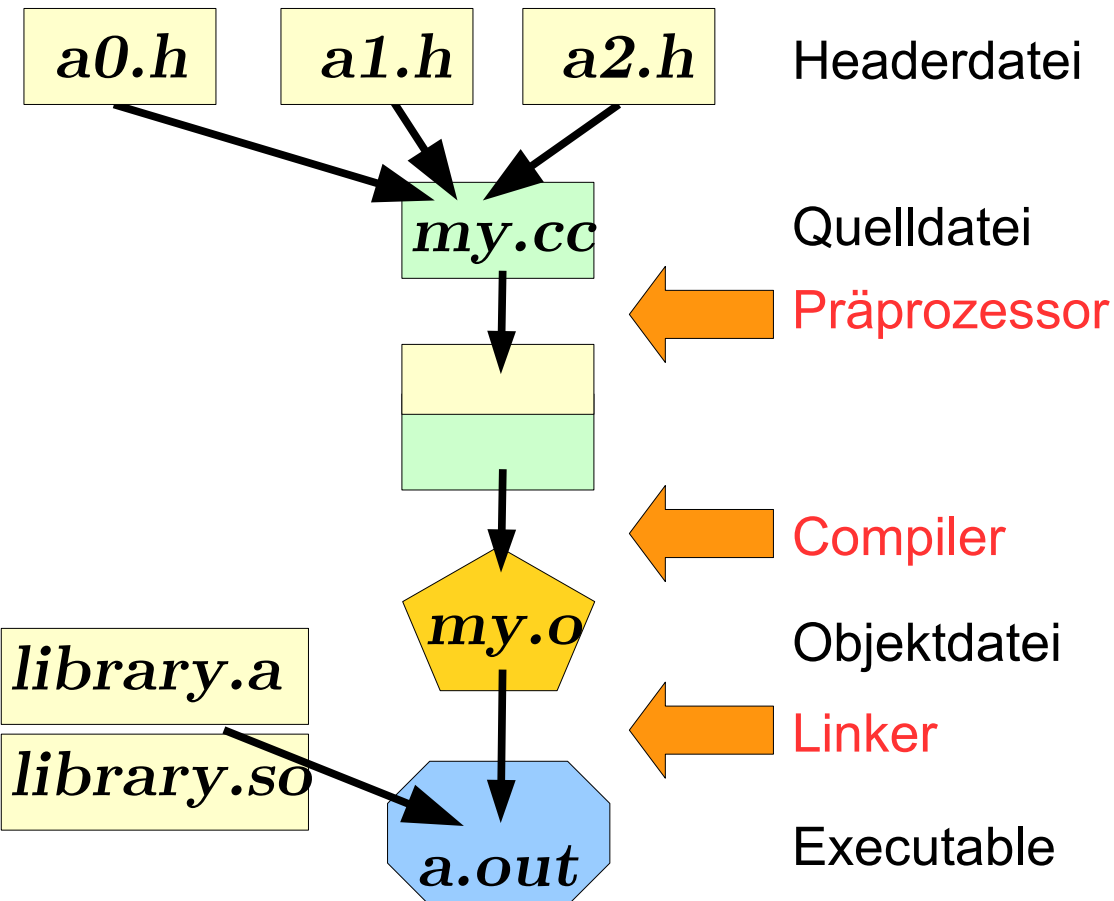 a0.h a1.h a2.h Headerdatei
my.cc Quelldatei
Präprozessor
Compiler
my.o Objektdatei
library.a
Linker
library.so
a.out Executable